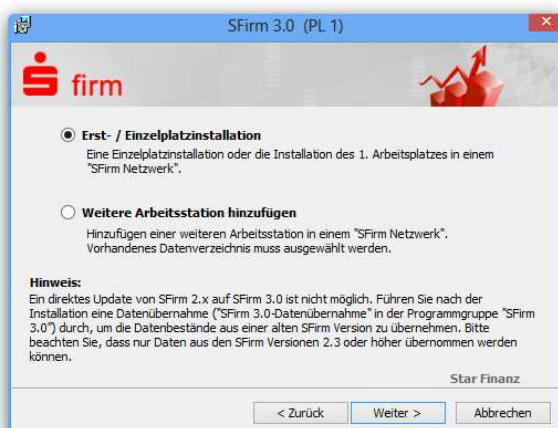 SFirm 3.0 (PL 1)
firm
Erst- / Einzelplatzinstallation
Eine Einzelplatzinstallation oder die Installation des 1. Arbeitsplatzes in einem
"SFirm Netzwerk".
Weitere Arbeitsstation hinzufügen
Hinzufügen einer weiteren Arbeitsstation in einem "SFirm Netzwerk".
Vorhandenes Datenverzeichnis muss ausgewählt werden.
Hinweis:
Ein direktes Update von SFirm 2.x auf SFirm 3.0 ist nicht möglich. Führen Sie nach der
Installation eine Datenübernahme ("SFirm 3.0-Datenübernahme" in der Programmgruppe "SFirm
3.0") durch, um die Datenbestände aus einer alten SFirm Version zu übernehmen. Bitte
beachten Sie, dass nur Daten aus den SFirm Versionen 2.3 oder höher übernommen werden
können.
Star Finanz
< Zurück
Weiter >
Abbrechen